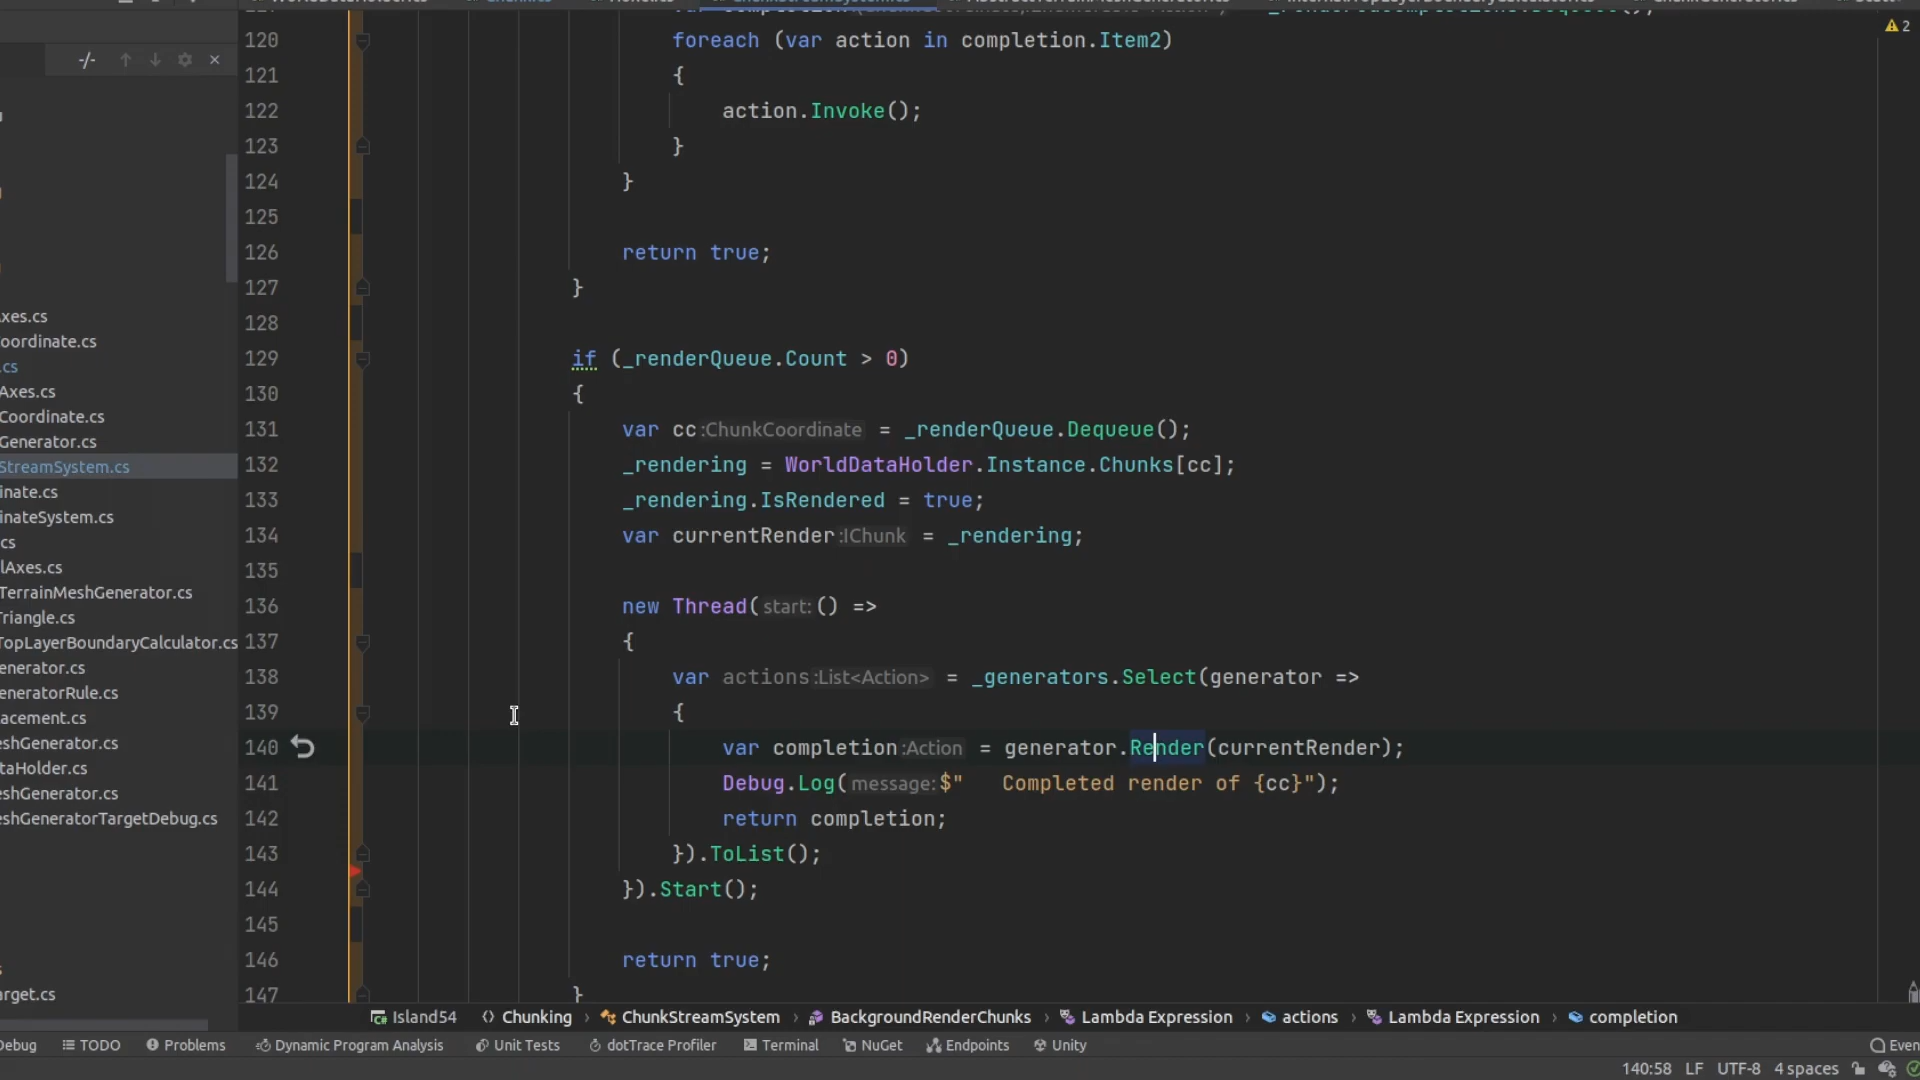 120 foreach (var action in completion.Item2)
121 {
122 action.Invoke();
123 }
124 }
125
126 return true;
127 }
128
129 if (_renderQueue.Count > 0)
130 {
131 var cc :ChunkCoordinate = _renderQueue.Dequeue();
132 _rendering = WorldDataHolder.Instance.Chunks[cc];
133 _rendering.IsRendered = true;
134 var currentRender :IChunk = _rendering;
135
136 new Thread( start: () =>
137 {
138 var actions :List<Action> = _generators.Select(generator =>
139 {
140 var completion :Action = generator.Render(currentRender);
141 Debug.Log( message: $"   Completed render of {cc}");
142 return completion;
143 }).ToList();
144 }).Start();
145
146 return true;
147 }
2
-/-
xes.cs
oordinate.cs
.cs
Axes.cs
Coordinate.cs
Generator.cs
StreamSystem.cs
inate.cs
inateSystem.cs
cs
lAxes.cs
TerrainMeshGenerator.cs
Triangle.cs
TopLayerBoundaryCalculator.cs
enerator.cs
eneratorRule.cs
acement.cs
eshGenerator.cs
taHolder.cs
eshGenerator.cs
eshGeneratorTargetDebug.cs
arget.cs
Island54 Chunking ChunkStreamSystem BackgroundRenderChunks Lambda Expression actions Lambda Expression completion
Debug TODO Problems Dynamic Program Analysis Unit Tests dotTrace Profiler Terminal NuGet Endpoints Unity Even
140:58 LF UTF-8 4 spaces